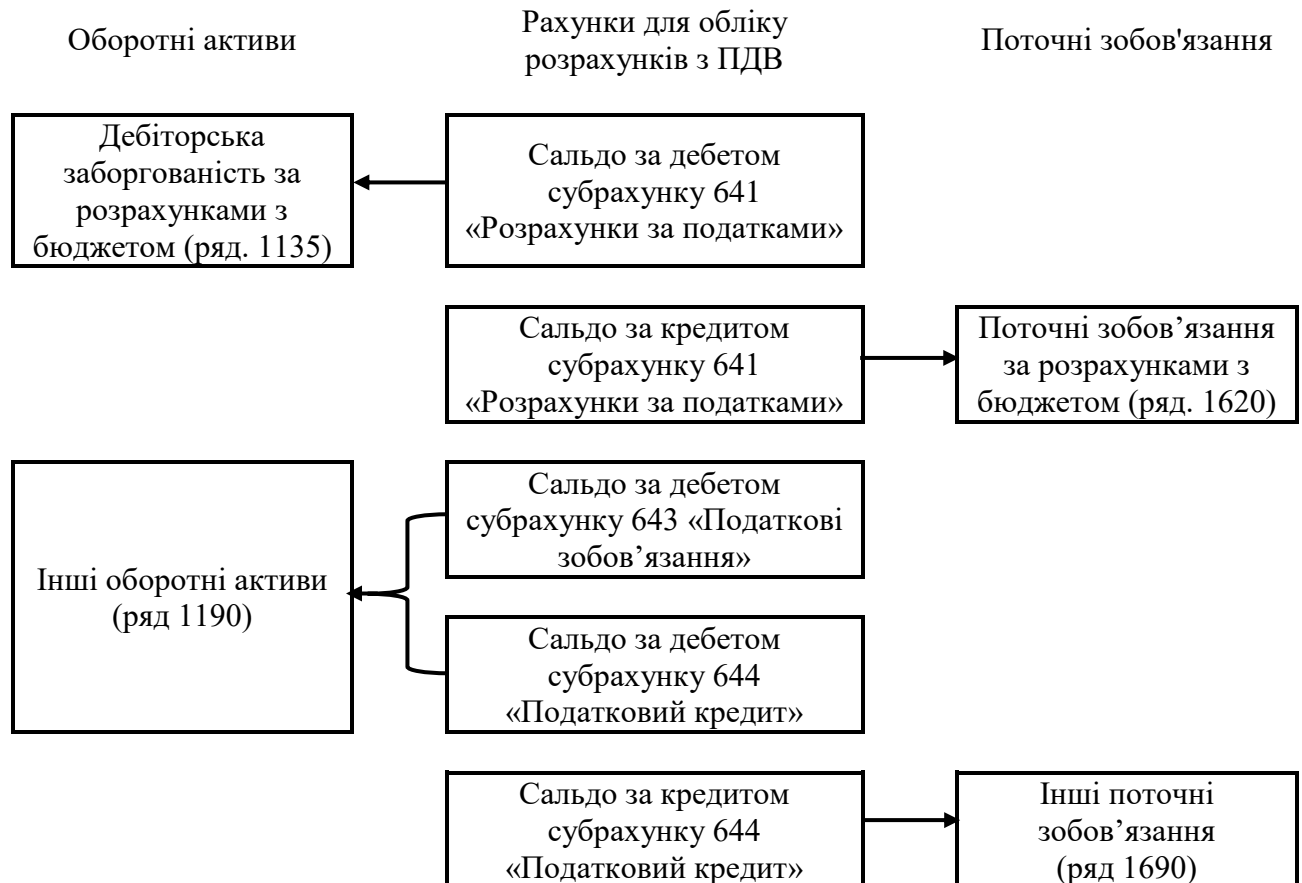 Оборотні активи
Рахунки для обліку
розрахунків з ПДВ
Поточні зобов'язання
Дебіторська
заборгованість за
розрахунками з
бюджетом (ряд. 1135)
Сальдо за дебетом
субрахунку 641
«Розрахунки за податками»
Сальдо за кредитом
субрахунку 641
«Розрахунки за податками»
Поточні зобов’язання
за розрахунками з
бюджетом (ряд. 1620)
Інші оборотні активи
(ряд 1190)
Сальдо за дебетом
субрахунку 643 «Податкові
зобов’язання»
Сальдо за дебетом
субрахунку 644
«Податковий кредит»
Сальдо за кредитом
субрахунку 644
«Податковий кредит»
Інші поточні
зобов’язання
(ряд 1690)